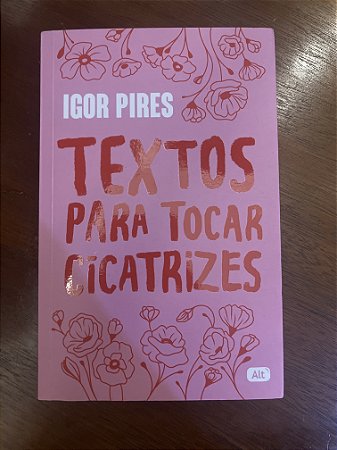 IGOR PIRES
TEXTOS
PARA TOCAR
CICATRIZES
Alt